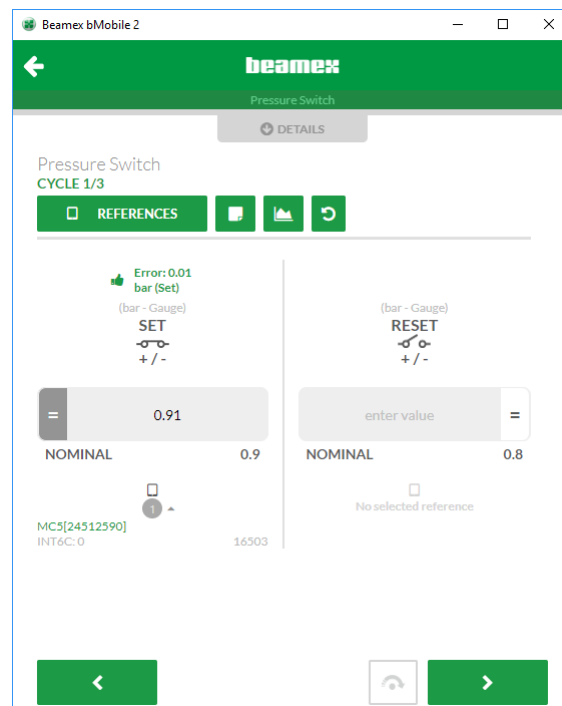 Beamex bMobile 2
beamex
Pressure Switch
DETAILS
Pressure Switch
CYCLE 1/3
REFERENCES
Error: 0.01
bar (Set)
(bar - Gauge)
SET
+ / -
= 0.91
NOMINAL 0.9
1
MC5[24512590]
INT6C: 0 16503
(bar - Gauge)
RESET
+ / -
enter value =
NOMINAL 0.8
No selected reference